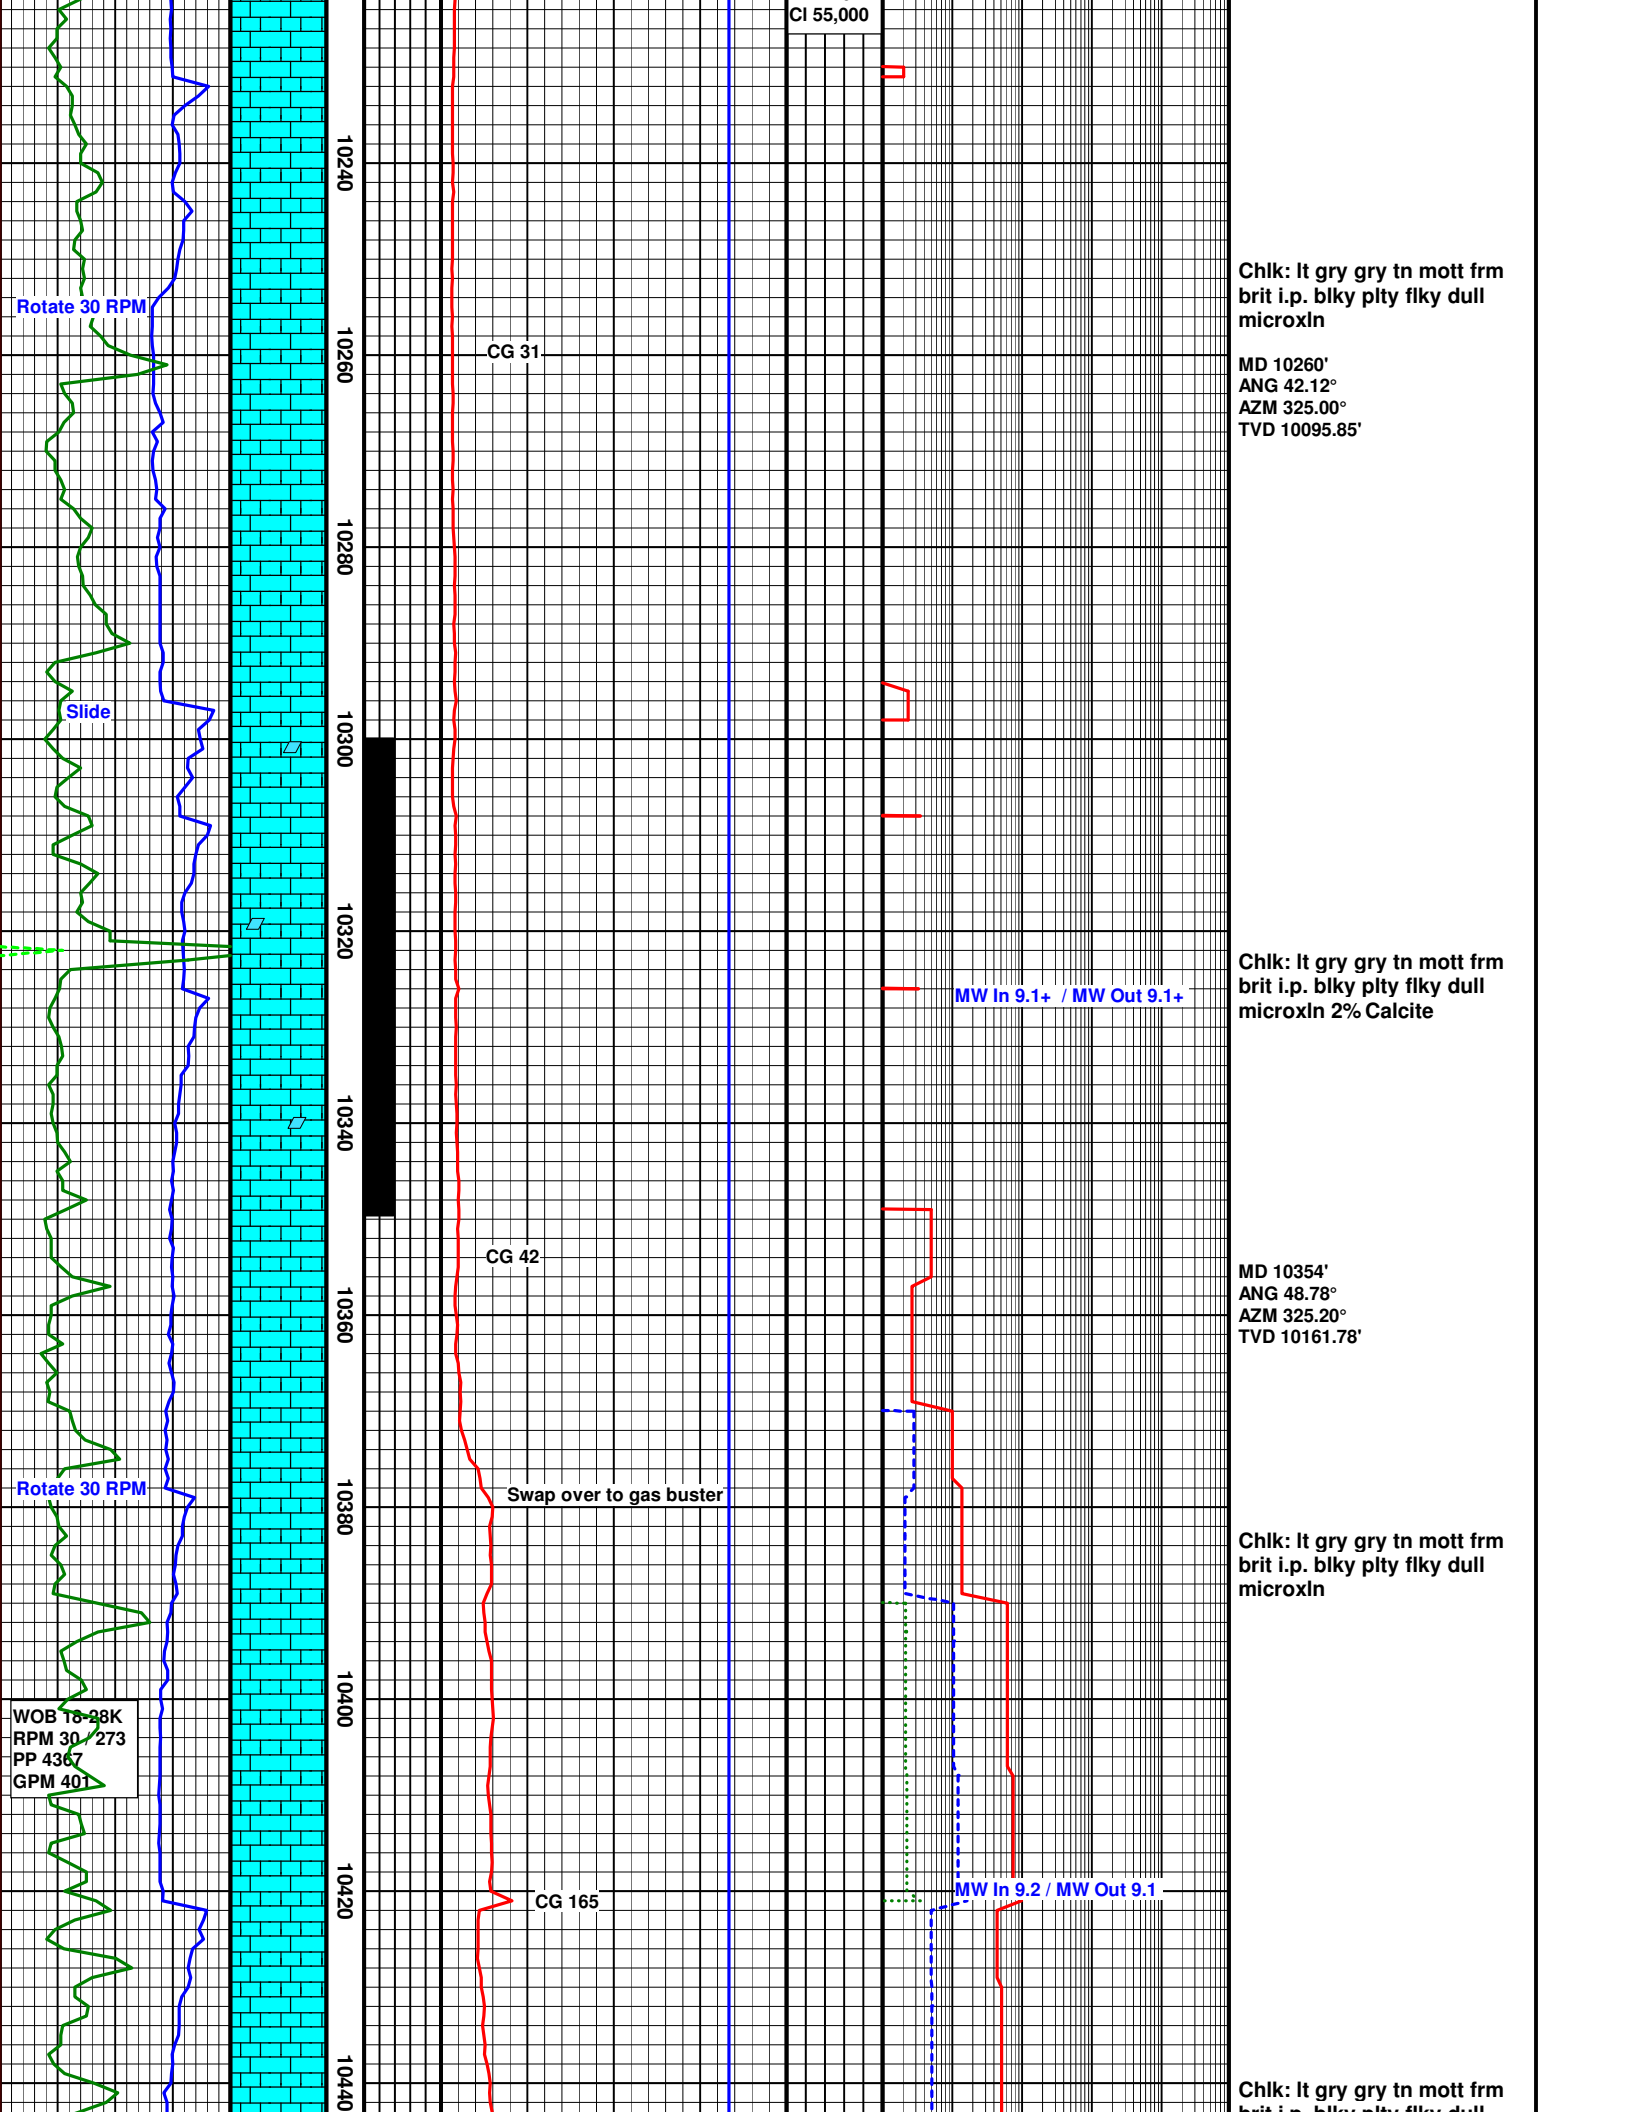 Cl 55,000
10240
Chlk: lt gry gry tn mott frm
brit i.p. blky plty flky dull
microxln
Rotate 30 RPM
CG 31
10260
MD 10260'
ANG 42.12°
AZM 325.00°
TVD 10095.85'
10280
Slide
10300
10320
Chlk: lt gry gry tn mott frm
brit i.p. blky plty flky dull
microxln 2% Calcite
MW In 9.1+ / MW Out 9.1+
10340
CG 42
MD 10354'
ANG 48.78°
AZM 325.20°
TVD 10161.78'
10360
Rotate 30 RPM
Swap over to gas buster
10380
Chlk: lt gry gry tn mott frm
brit i.p. blky plty flky dull
microxln
10400
WOB 18-28K
RPM 30 / 273
PP 4367
GPM 401
MW In 9.2 / MW Out 9.1
CG 165
10420
10440
Chlk: lt gry gry tn mott frm
brit i.p. blky plty flky dull